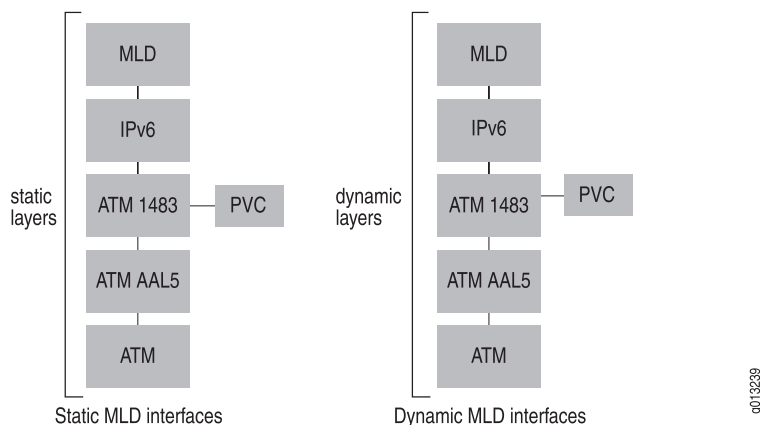 MLD
IPv6
static
layers
ATM 1483
PVC
ATM AAL5
ATM
Static MLD interfaces
MLD
IPv6
dynamic
layers
ATM 1483
PVC
ATM AAL5
ATM
Dynamic MLD interfaces
g013239